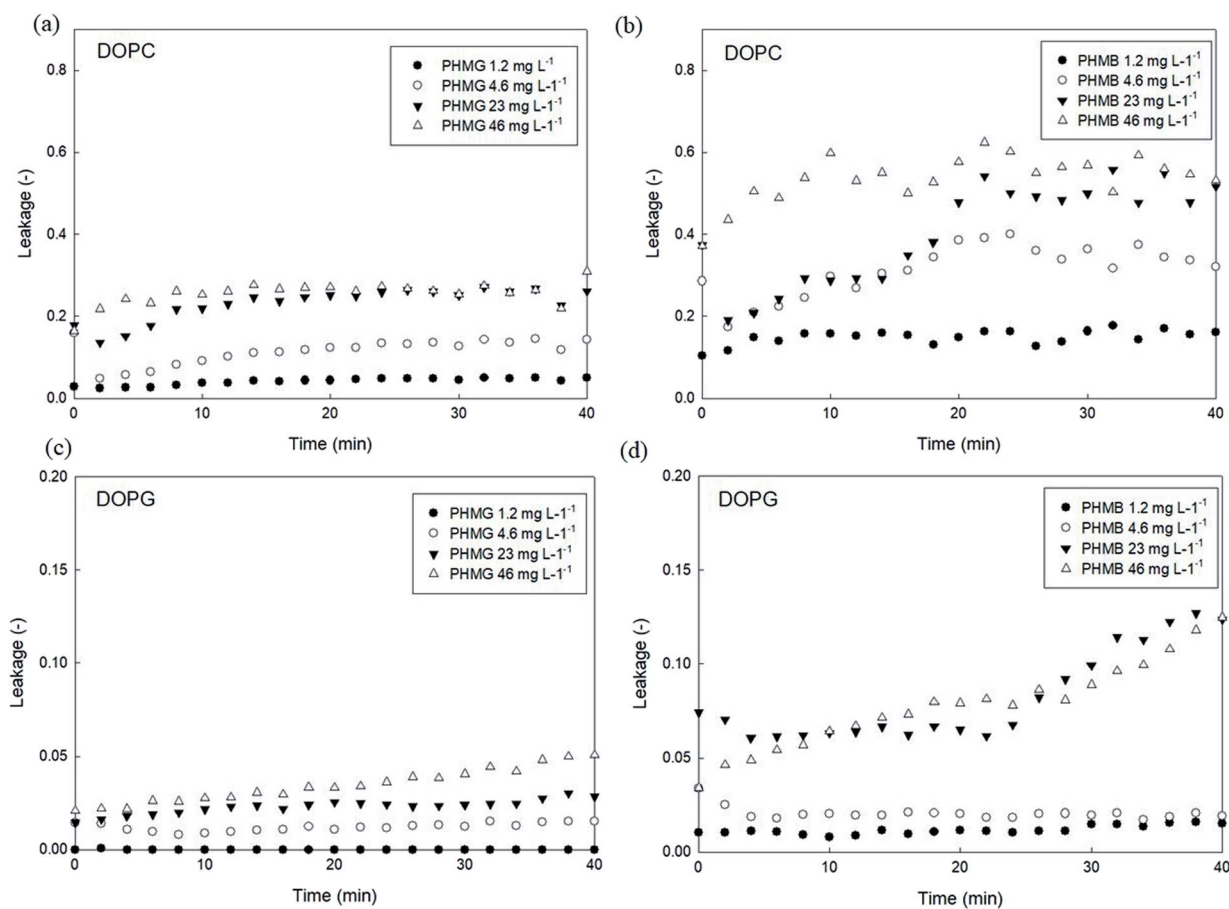 (a)
DOPC
PHMG 1.2 mg L⁻¹
PHMG 4.6 mg L-1⁻¹
PHMG 23 mg L-1⁻¹
PHMG 46 mg L-1⁻¹
0.8
0.6
0.4
0.2
0.0
Leakage (-)
0 10 20 30 40
Time (min)
(b)
DOPC
PHMB 1.2 mg L-1⁻¹
PHMB 4.6 mg L-1⁻¹
PHMB 23 mg L-1⁻¹
PHMB 46 mg L-1⁻¹
0.8
0.6
0.4
0.2
0.0
Leakage (-)
0 10 20 30 40
Time (min)
(c)
DOPG
PHMG 1.2 mg L-1⁻¹
PHMG 4.6 mg L-1⁻¹
PHMG 23 mg L-1⁻¹
PHMG 46 mg L-1⁻¹
0.20
0.15
0.10
0.05
0.00
Leakage (-)
0 10 20 30 40
Time (min)
(d)
DOPG
PHMB 1.2 mg L-1⁻¹
PHMB 4.6 mg L-1⁻¹
PHMB 23 mg L-1⁻¹
PHMB 46 mg L-1⁻¹
0.20
0.15
0.10
0.05
0.00
Leakage (-)
0 10 20 30 40
Time (min)